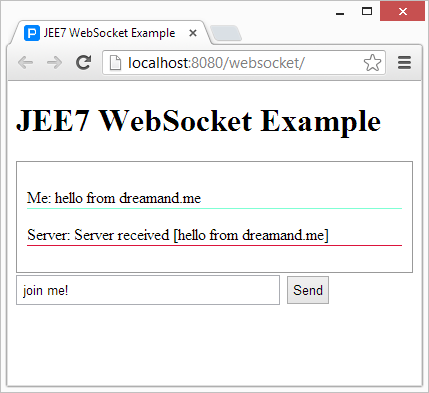 JEE7 WebSocket Example
localhost:8080/websocket/
JEE7 WebSocket Example
Me: hello from dreamand.me
Server: Server received [hello from dreamand.me]
join me! Send